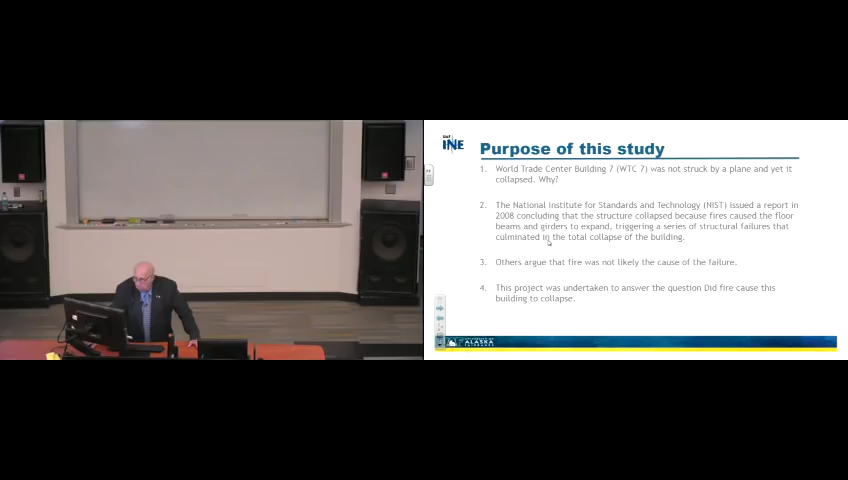 UAF
INE
Purpose of this study
1. World Trade Center Building 7 (WTC 7) was not struck by a plane and yet it
collapsed. Why?
2. The National Institute for Standards and Technology (NIST) issued a report in
2008 concluding that the structure collapsed because fires caused the floor
beams and girders to expand, triggering a series of structural failures that
culminated in the total collapse of the building.
3. Others argue that fire was not likely the cause of the failure.
4. This project was undertaken to answer the question Did fire cause this
building to collapse.
ALASKA